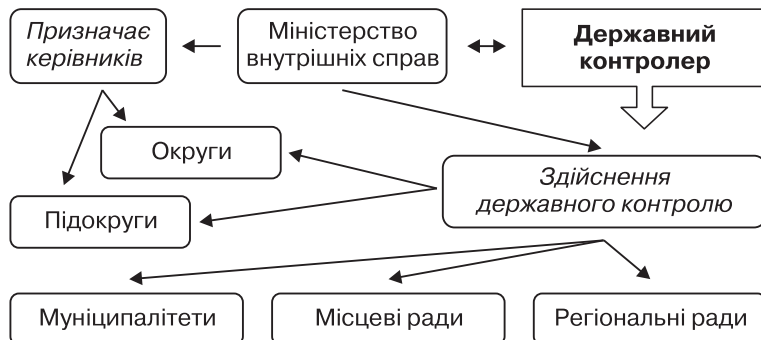 Призначає
керівників
Міністерство
внутрішніх справ
Державний
контролер
Округи
Підокруги
Здійснення
державного контролю
Муніципалітети
Місцеві ради
Регіональні ради